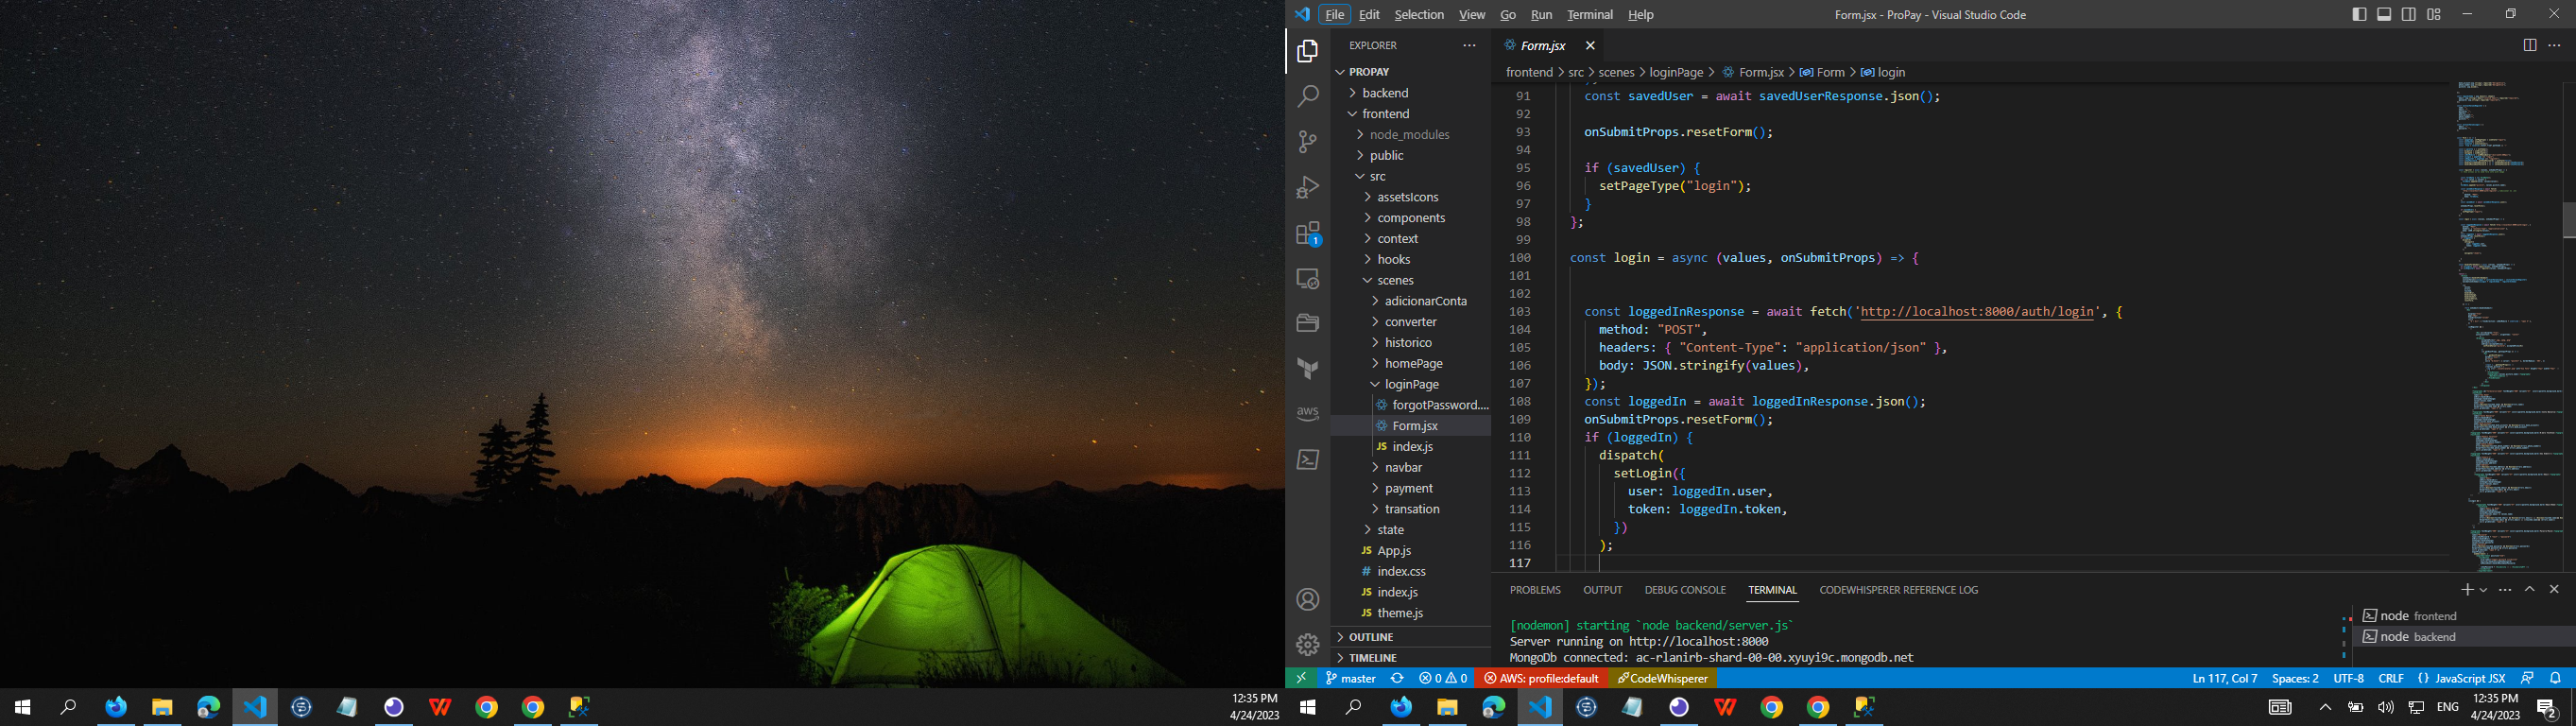 File Edit Selection View Go Run Terminal Help
Form.jsx - ProPay - Visual Studio Code
EXPLORER
Form.jsx
PROPAY
backend
frontend
node_modules
public
src
assetsIcons
components
context
hooks
scenes
adicionarConta
converter
historico
homePage
loginPage
forgotPassword....
Form.jsx
JS index.js
navbar
payment
transation
state
JS App.js
# index.css
JS index.js
JS theme.js
OUTLINE
TIMELINE
1
aws
frontend > src > scenes > loginPage > Form.jsx > Form > login
91 const savedUser = await savedUserResponse.json();
92
93 onSubmitProps.resetForm();
94
95 if (savedUser) {
96 setPageType("login");
97 }
98 };
99
100 const login = async (values, onSubmitProps) => {
101
102
103 const loggedInResponse = await fetch('http://localhost:8000/auth/login', {
104 method: "POST",
105 headers: { "Content-Type": "application/json" },
106 body: JSON.stringify(values),
107 });
108 const loggedIn = await loggedInResponse.json();
109 onSubmitProps.resetForm();
110 if (loggedIn) {
111 dispatch(
112 setLogin({
113 user: loggedIn.user,
114 token: loggedIn.token,
115 })
116 );
117
PROBLEMS OUTPUT DEBUG CONSOLE TERMINAL CODEWHISPERER REFERENCE LOG
[nodemon] starting `node backend/server.js`
Server running on http://localhost:8000
MongoDb connected: ac-rlanirb-shard-00-00.xyuyi9c.mongodb.net
node frontend
node backend
master 0 0 AWS: profile:default CodeWhisperer
Ln 117, Col 7 Spaces: 2 UTF-8 CRLF {} JavaScript JSX
12:35 PM
4/24/2023
ENG
12:35 PM
4/24/2023
2